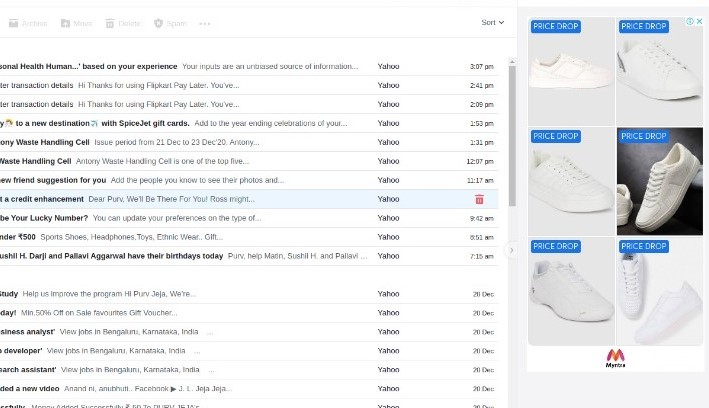 Archive Move Delete Spam ••• Sort
sonal Health Human...' based on your experience Your inputs are an unbiased source of information... Yahoo 3:07 pm
ter transaction details Hi Thanks for using Flipkart Pay Later. You've... Yahoo 2:41 pm
ter transaction details Hi Thanks for using Flipkart Pay Later. You've... Yahoo 2:09 pm
y to a new destination with SpiceJet gift cards. Add to the year ending celebrations of your... Yahoo 1:53 pm
ony Waste Handling Cell Issue period from 21 Dec to 23 Dec'20. Antony... Yahoo 1:31 pm
Waste Handling Cell Antony Waste Handling Cell is one of the top five... Yahoo 12:07 pm
ew friend suggestion for you Add the people you know to see their photos and... Yahoo 11:17 am
t a credit enhancement Dear Purv, We'll Be There For You! Ross might... Yahoo
be Your Lucky Number? You can update your preferences on the type of... Yahoo 9:42 am
nder ₹500 Sports Shoes, Headphones,Toys, Ethnic Wear.. Gift... Yahoo 8:51 am
ushil H. Darji and Pallavi Aggarwal have their birthdays today Purv, help Matin, Sushil H. and Pallavi ... Yahoo 7:15 am
Study Help us improve the program Hi Purv Jeja, We're... Yahoo 20 Dec
day! Min.50% Off on Sale favourites Gift Voucher... Yahoo 20 Dec
siness analyst' View jobs in Bengaluru, Karnataka, India ... Yahoo 20 Dec
p developer' View jobs in Bengaluru, Karnataka, India ... Yahoo 20 Dec
earch assistant' View jobs in Bengaluru, Karnataka, India ... Yahoo 20 Dec
ded a new video Anand ni, anubhuti.. Facebook ▶ J. L. Jeja Jeja... Yahoo 20 Dec
ssfully Money Added Successfully ₹ 50 To PURV JEJA's... Yahoo 20 Dec
PRICE DROP PRICE DROP
PRICE DROP PRICE DROP
PRICE DROP PRICE DROP
Myntra